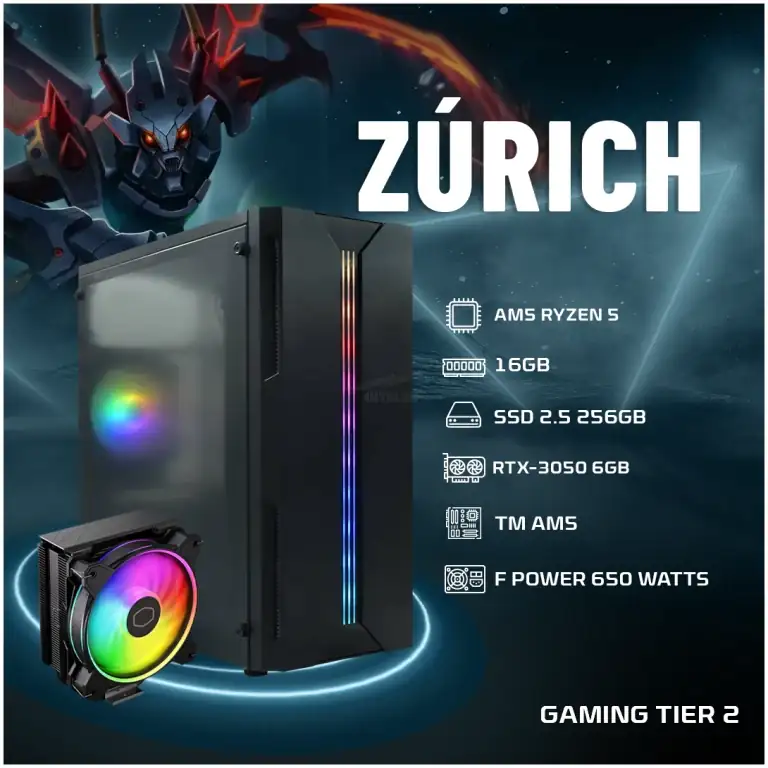 ZÚRICH
AM5 RYZEN 5
16GB
SSD 2.5 256GB
RTX-3050 6GB
TM AM5
F POWER 650 WATTS
GAMING TIER 2